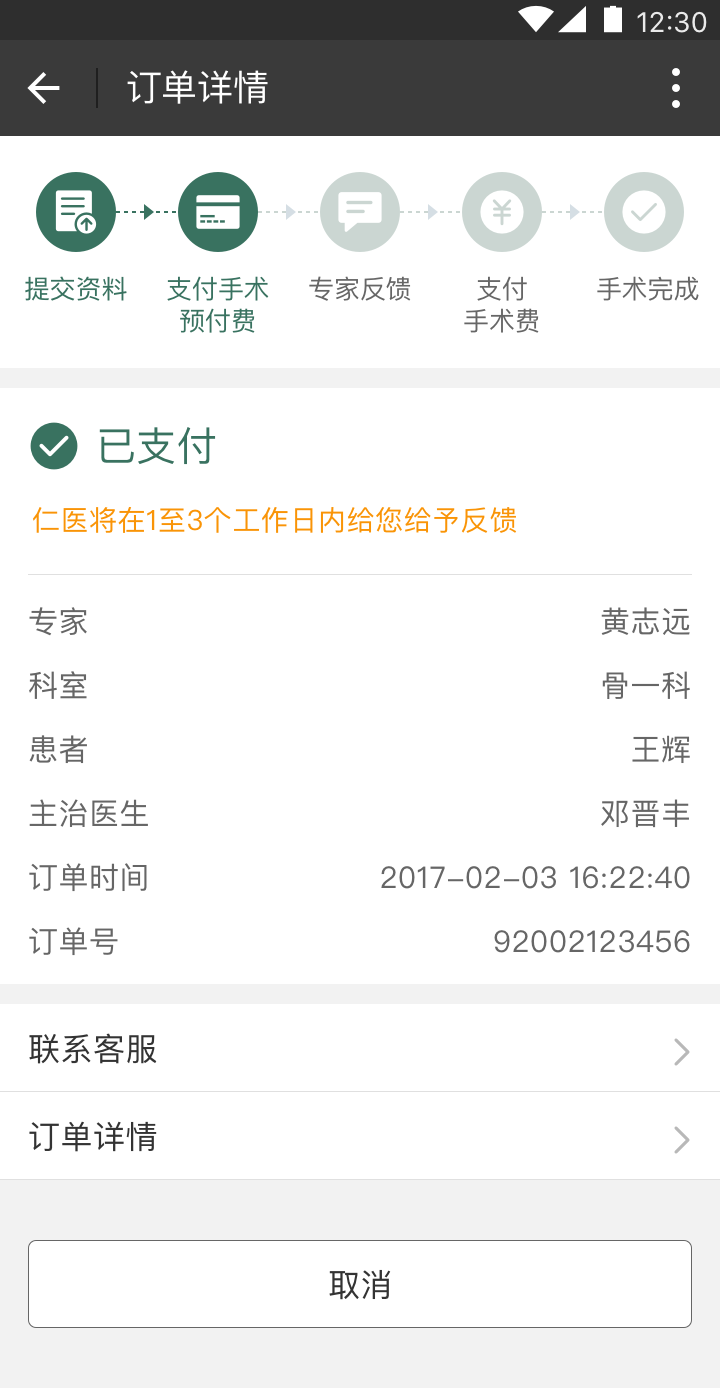 12:30
订单详情
提交资料
支付手术
预付费
专家反馈
支付
手术费
手术完成
已支付
仁医将在1至3个工作日内给您给予反馈
专家 黄志远
科室 骨一科
患者 王辉
主治医生 邓晋丰
订单时间 2017-02-03 16:22:40
订单号 92002123456
联系客服
订单详情
取消